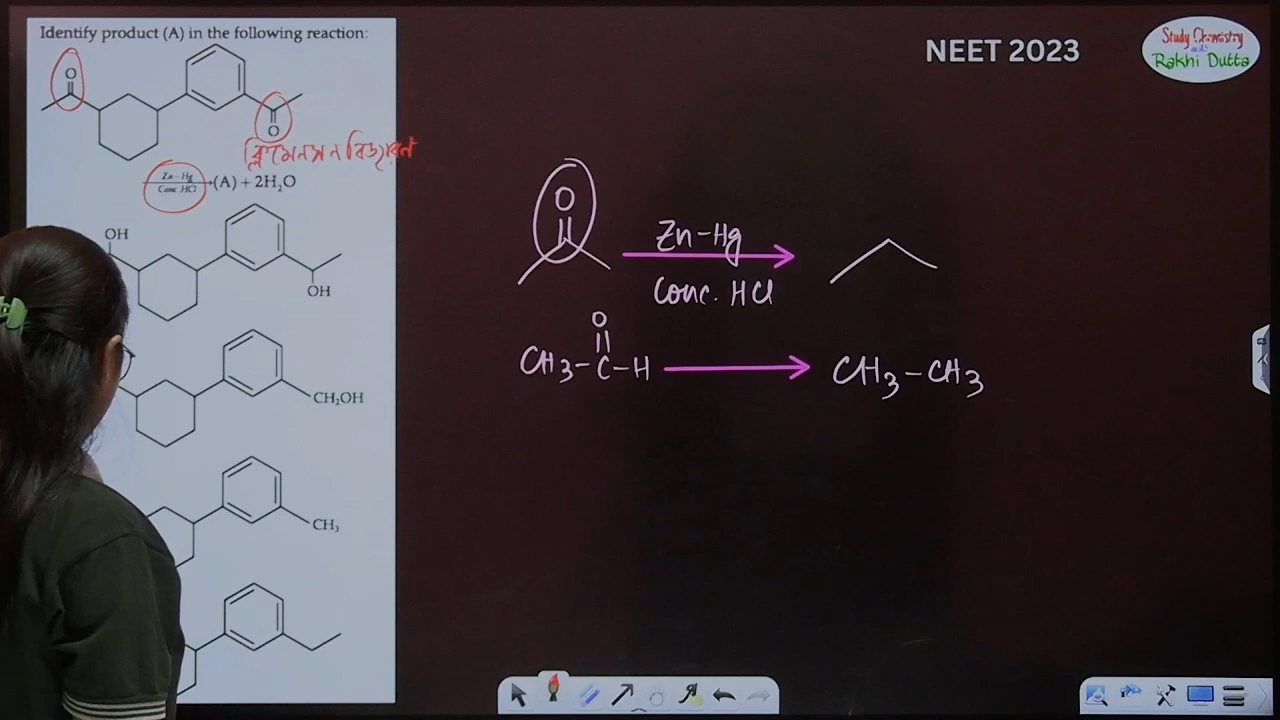 Identify product (A) in the following reaction:
NEET 2023
Study Chemistry
with
Rakhi Dutta
O
O
ক্লিমেনসন বিজারণ
Zn-Hg
Conc.HCl
(A) + 2H₂O
OH
OH
CH₂OH
CH₃
O
Zn-Hg
Conc. HCl
O
CH3-C-H
CH3-CH3